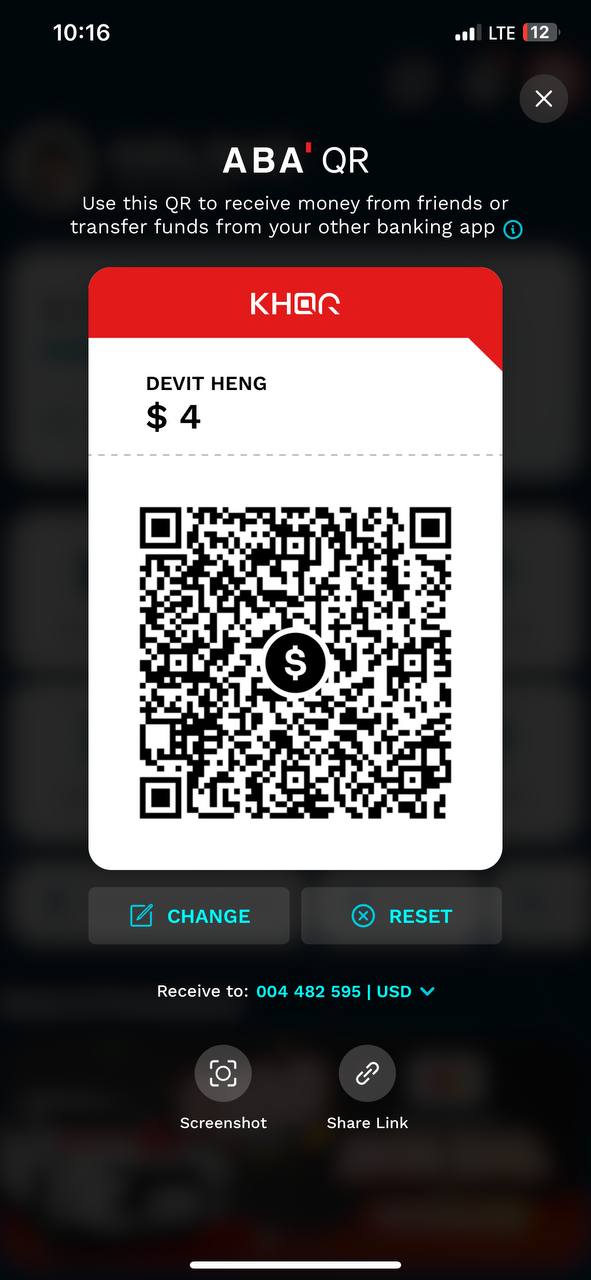 10:16
LTE
12
ABA' QR
Use this QR to receive money from friends or
transfer funds from your other banking app
KHQR
DEVIT HENG
$ 4
$
CHANGE
RESET
Receive to: 004 482 595 | USD
Screenshot
Share Link